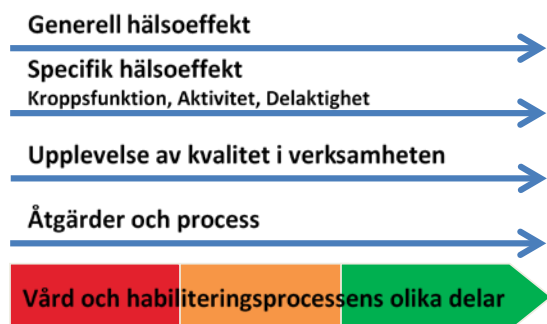 Generell hälsoeffekt
Specifik hälsoeffekt
Kroppsfunktion, Aktivitet, Delaktighet
Upplevelse av kvalitet i verksamheten
Åtgärder och process
Vård och habiliteringsprocessens olika delar